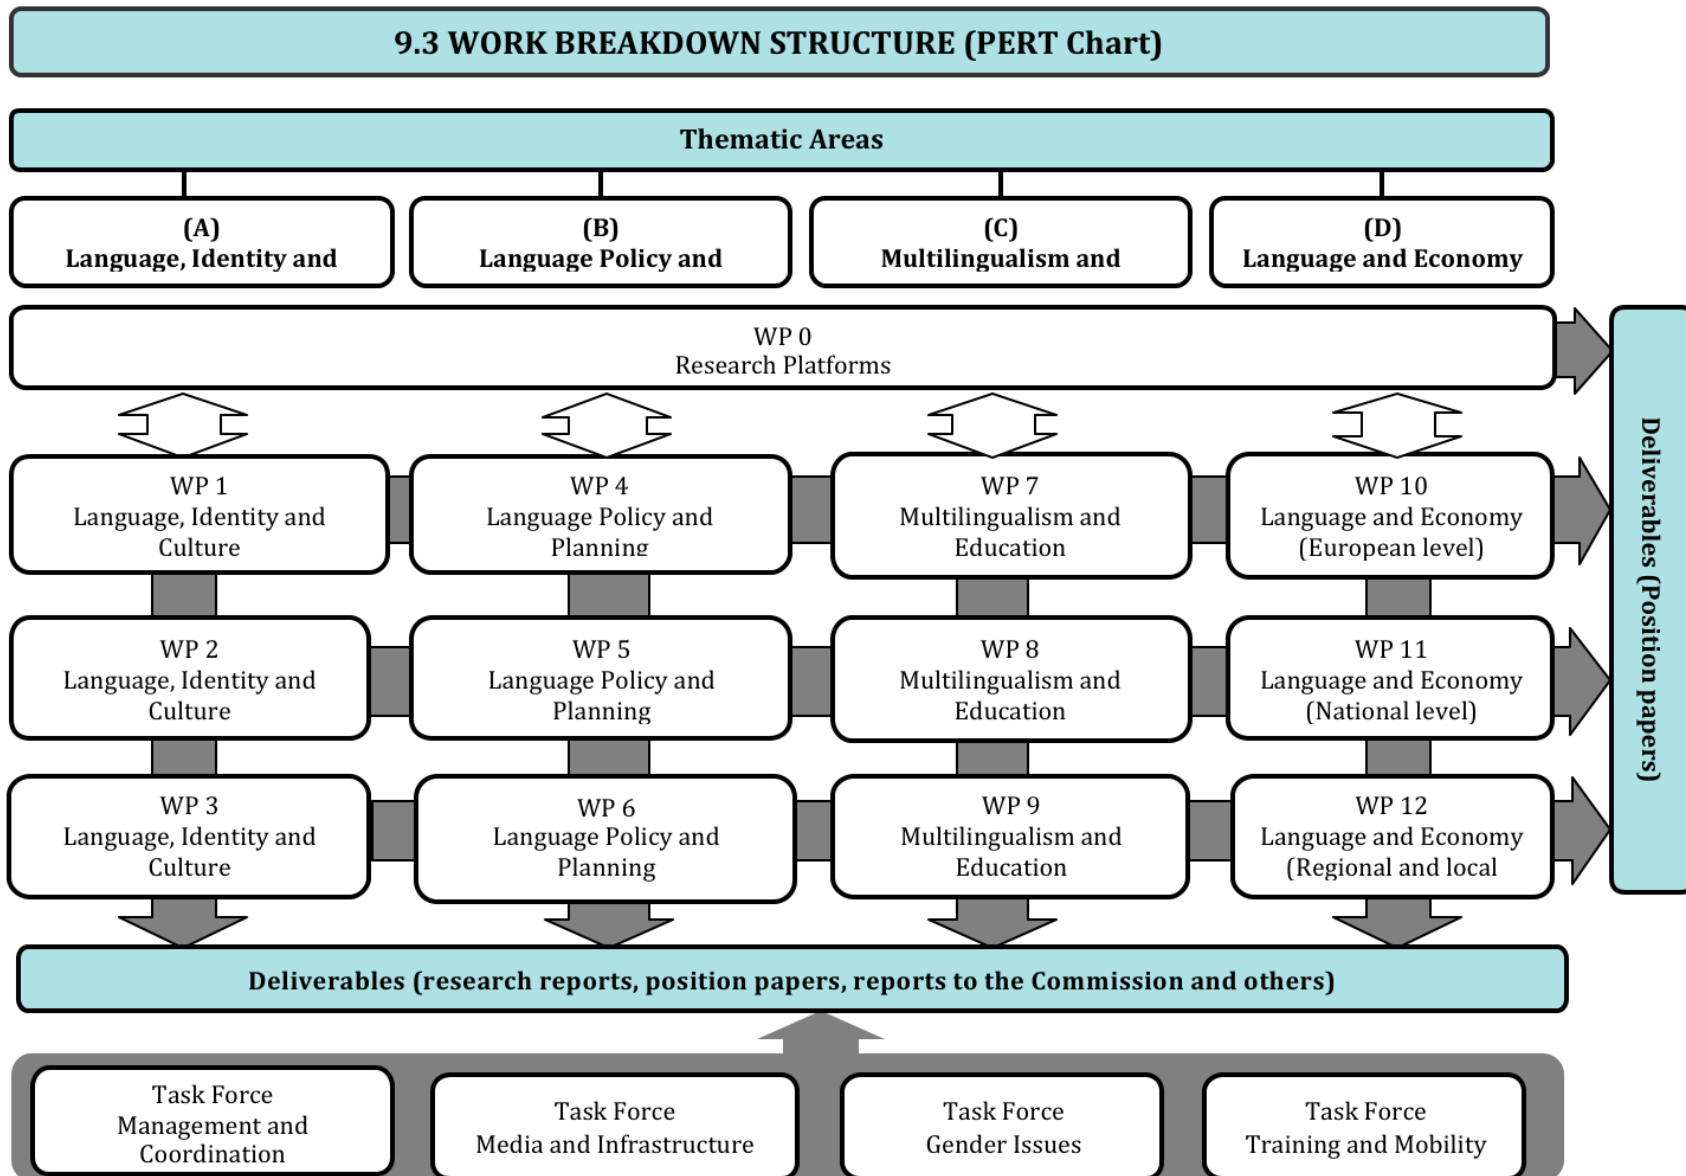 9.3 WORK BREAKDOWN STRUCTURE (PERT Chart)
Thematic Areas
(A)
Language, Identity and
(B)
Language Policy and
(C)
Multilingualism and
(D)
Language and Economy
WP 0
Research Platforms
WP 1
Language, Identity and
Culture
WP 4
Language Policy and
Planning
WP 7
Multilingualism and
Education
WP 10
Language and Economy
(European level)
WP 2
Language, Identity and
Culture
WP 5
Language Policy and
Planning
WP 8
Multilingualism and
Education
WP 11
Language and Economy
(National level)
WP 3
Language, Identity and
Culture
WP 6
Language Policy and
Planning
WP 9
Multilingualism and
Education
WP 12
Language and Economy
(Regional and local
Deliverables (Position papers)
Deliverables (research reports, position papers, reports to the Commission and others)
Task Force
Management and
Coordination
Task Force
Media and Infrastructure
Task Force
Gender Issues
Task Force
Training and Mobility